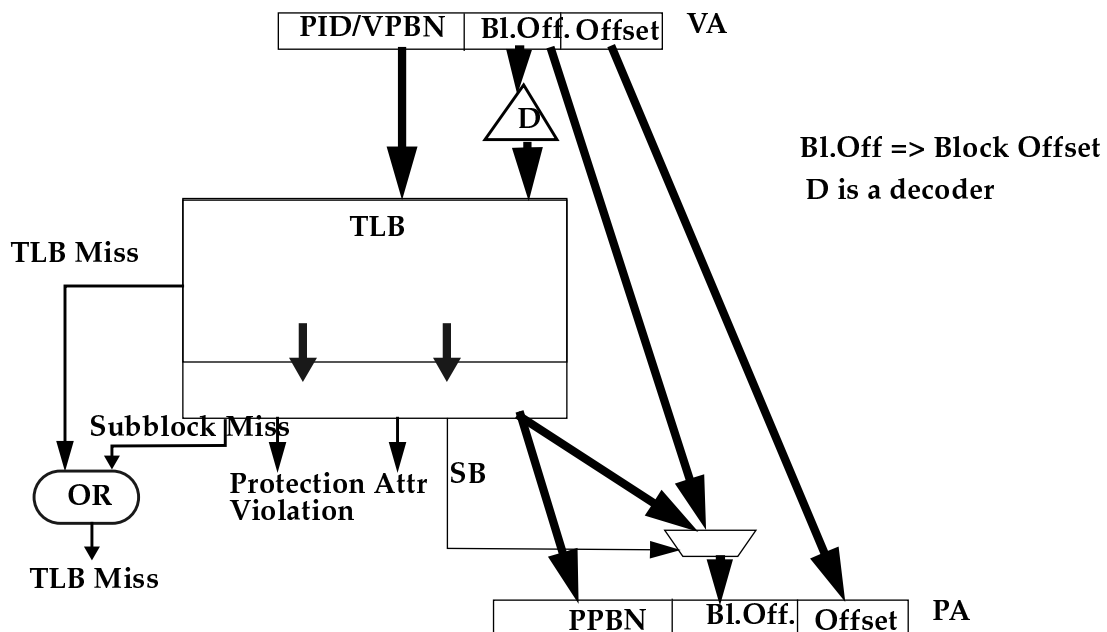 PID/VPBN Bl.Off. Offset VA
D
Bl.Off => Block Offset
D is a decoder
TLB
TLB Miss
Subblock Miss
SB
Protection Attr
Violation
OR
TLB Miss
PPBN Bl.Off. Offset PA